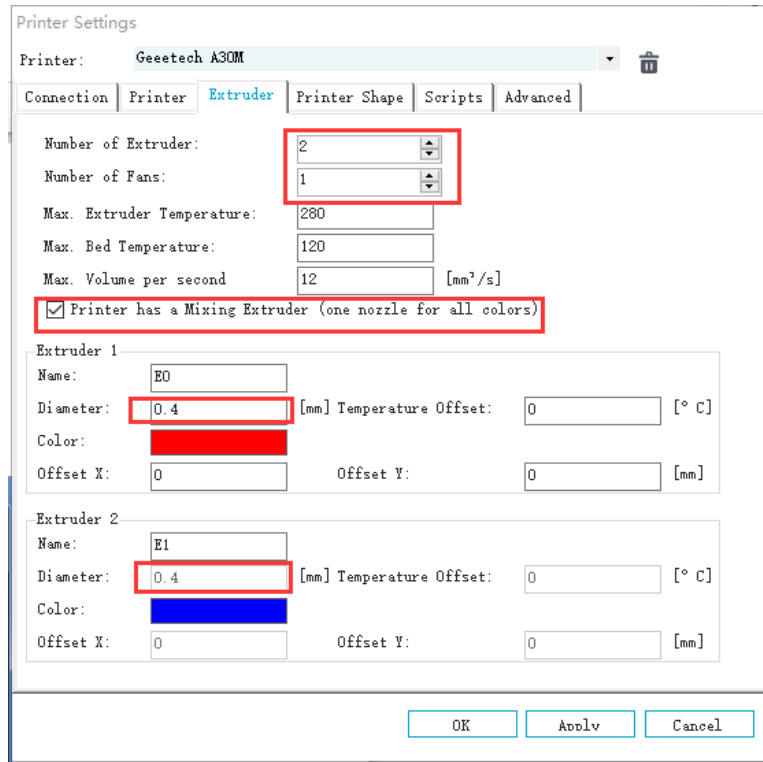 Printer Settings
Printer: Geeetech A30M
Connection Printer Extruder Printer Shape Scripts Advanced
Number of Extruder: 2
Number of Fans: 1
Max. Extruder Temperature: 280
Max. Bed Temperature: 120
Max. Volume per second 12 [mm³/s]
Printer has a Mixing Extruder (one nozzle for all colors)
Extruder 1
Name: E0
Diameter: 0.4 [mm] Temperature Offset: 0 [° C]
Color:
Offset X: 0 Offset Y: 0 [mm]
Extruder 2
Name: E1
Diameter: 0.4 [mm] Temperature Offset: 0 [° C]
Color:
Offset X: 0 Offset Y: 0 [mm]
OK Apply Cancel